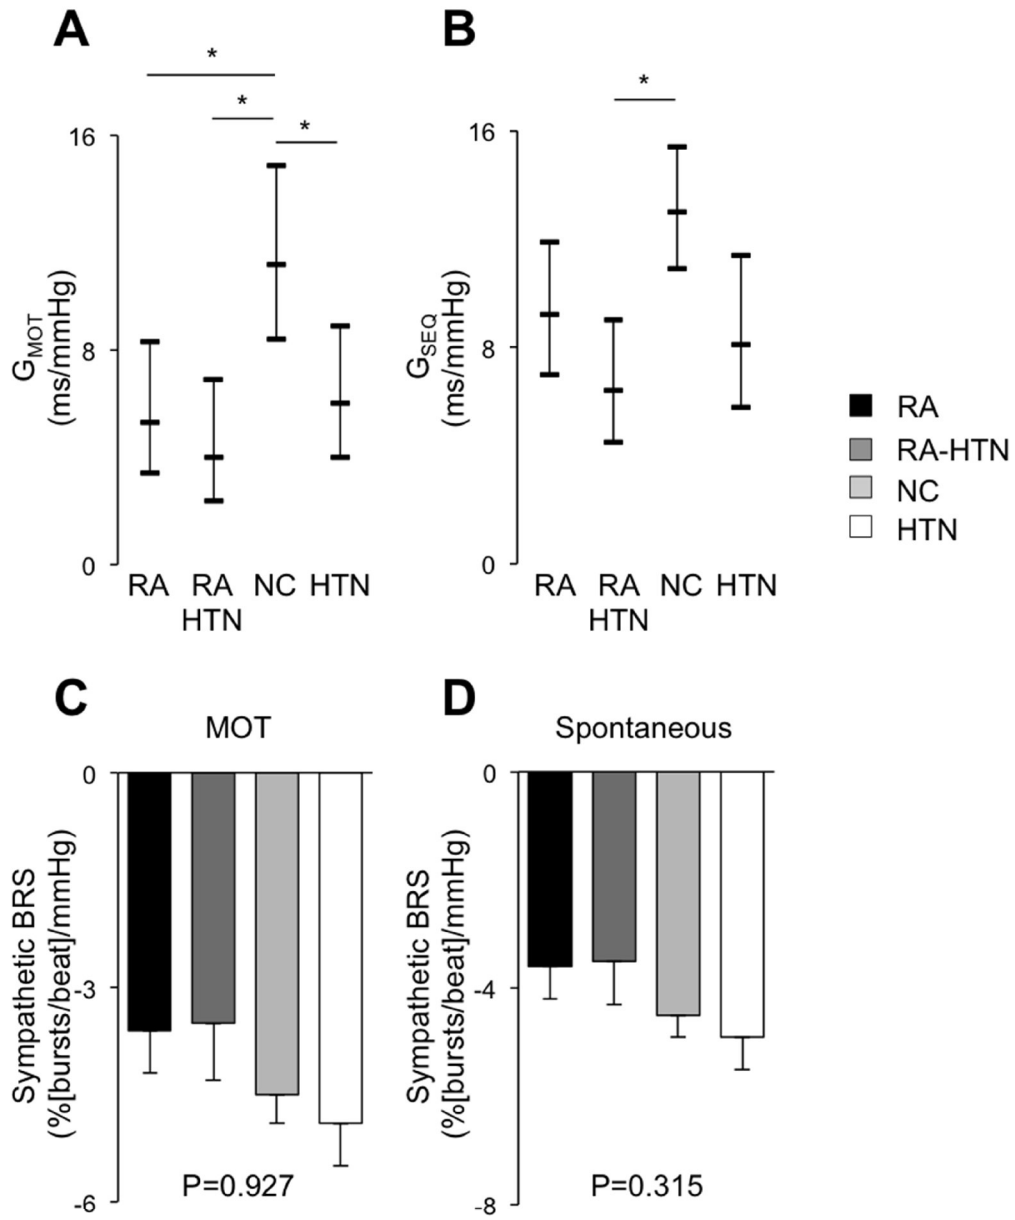 A
*
*
*
16
8
0
G_MOT
(ms/mmHg)
RA
RA
HTN
NC
HTN
B
*
16
8
0
G_SEQ
(ms/mmHg)
RA
RA
HTN
NC
HTN
RA
RA-HTN
NC
HTN
C
MOT
0
-3
-6
Sympathetic BRS
(%[bursts/beat]/mmHg)
P=0.927
D
Spontaneous
0
-4
-8
Sympathetic BRS
(%[bursts/beat]/mmHg)
P=0.315